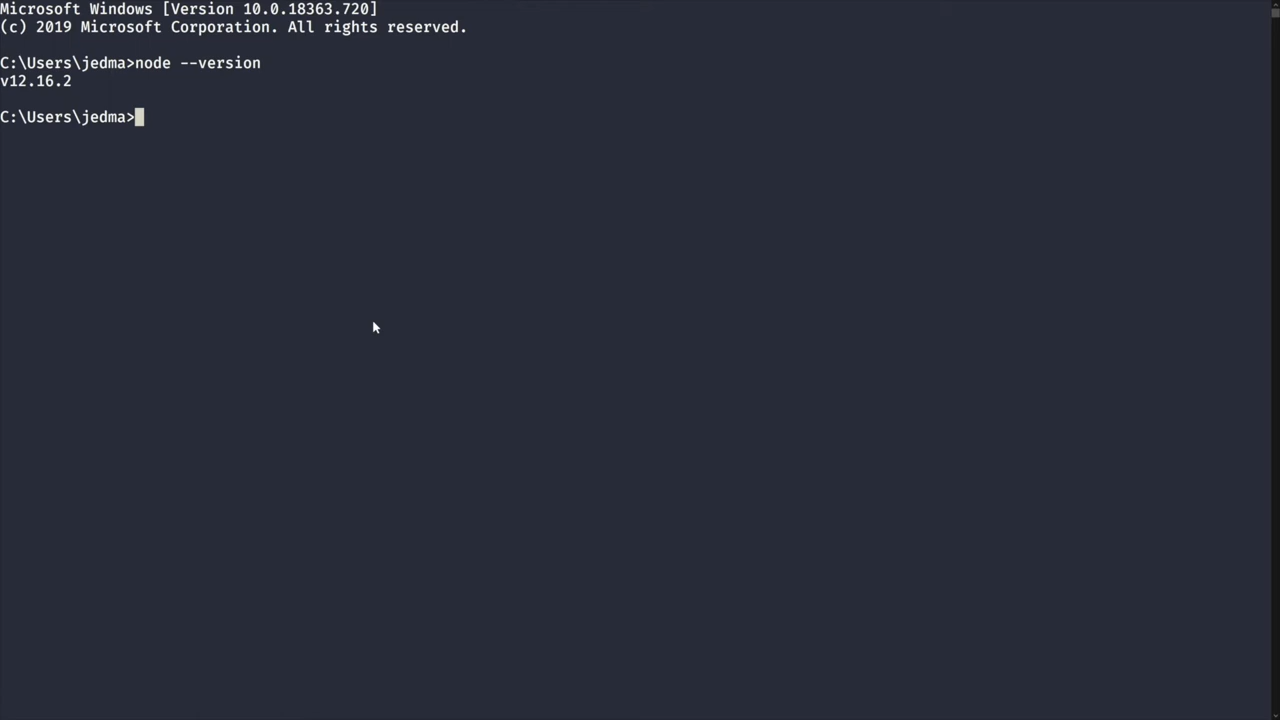 Microsoft Windows [Version 10.0.18363.720]
(c) 2019 Microsoft Corporation. All rights reserved.
C:\Users\jedma>node --version
v12.16.2
C:\Users\jedma>